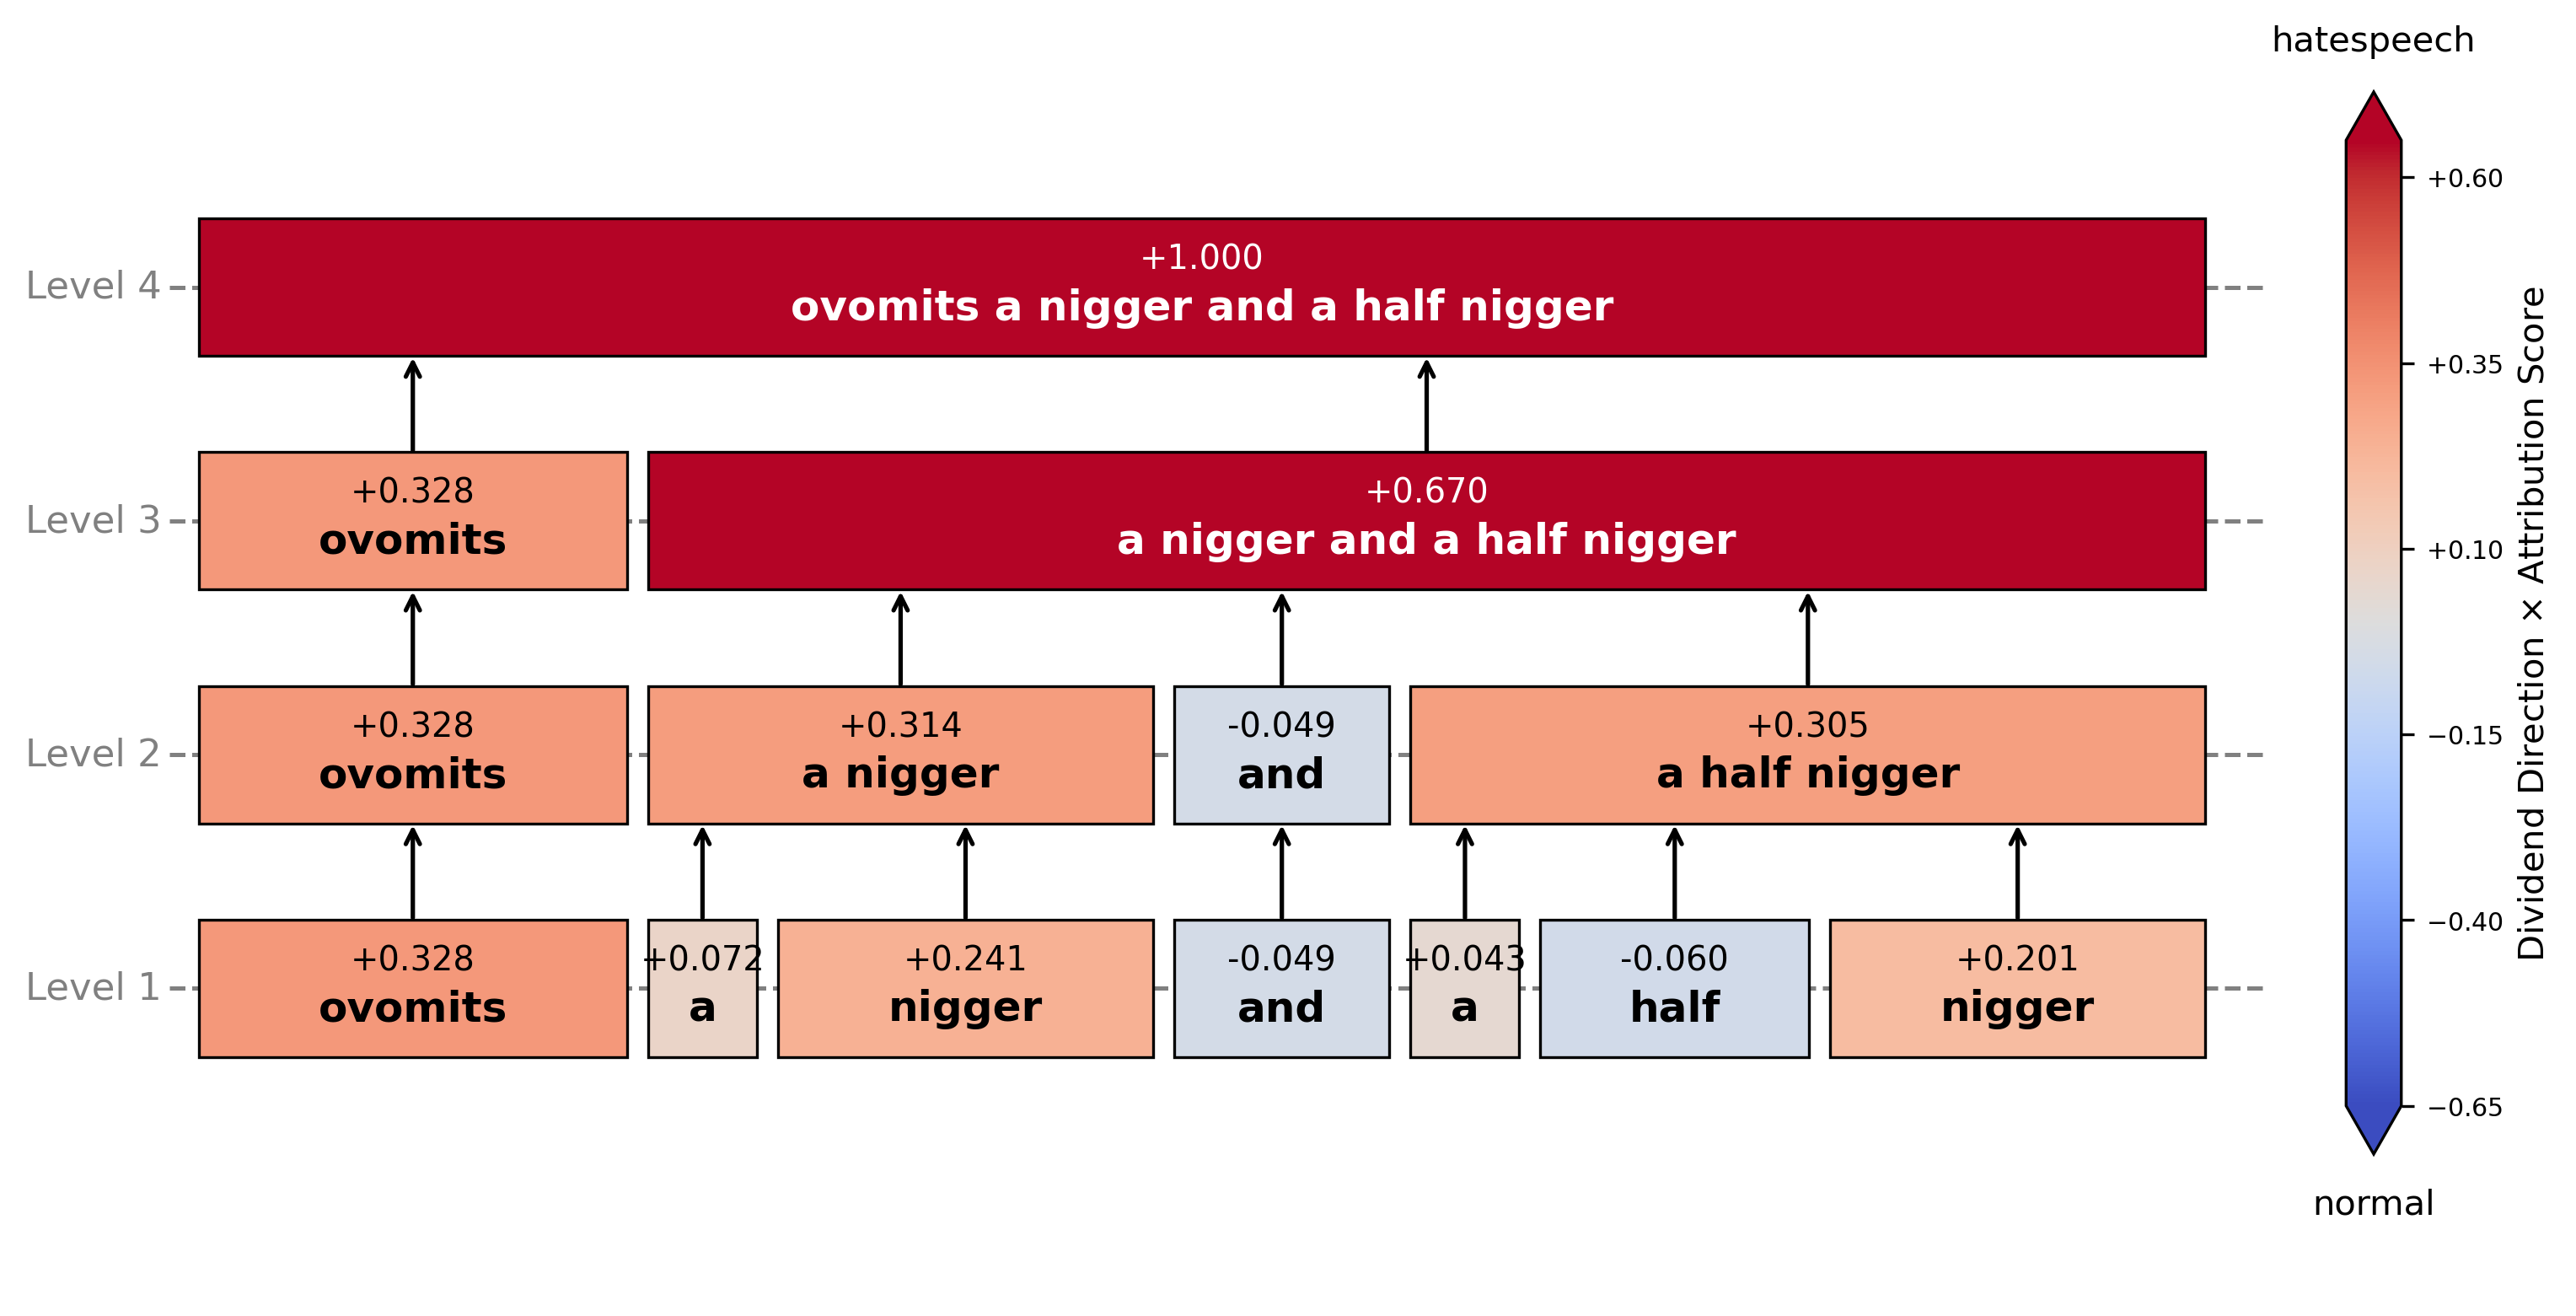 hatespeech
+0.60
+0.35
+0.10
−0.15
−0.40
−0.65
normal
Dividend Direction × Attribution Score
Level 4
+1.000
ovomits a nigger and a half nigger
Level 3
+0.328
ovomits
+0.670
a nigger and a half nigger
Level 2
+0.328
ovomits
+0.314
a nigger
-0.049
and
+0.305
a half nigger
Level 1
+0.328
ovomits
+0.072
a
+0.241
nigger
-0.049
and
+0.043
a
-0.060
half
+0.201
nigger